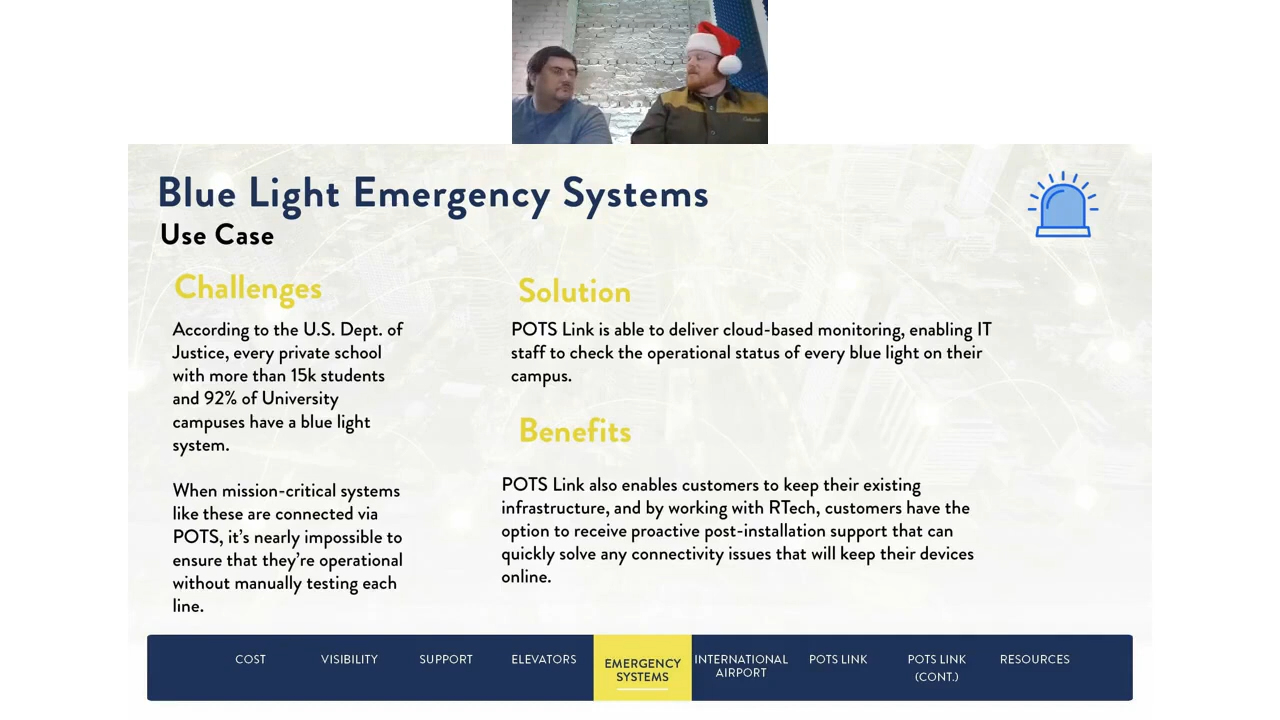 Blue Light Emergency Systems
Use Case
Challenges
According to the U.S. Dept. of
Justice, every private school
with more than 15k students
and 92% of University
campuses have a blue light
system.
When mission-critical systems
like these are connected via
POTS, it's nearly impossible to
ensure that they're operational
without manually testing each
line.
Solution
POTS Link is able to deliver cloud-based monitoring, enabling IT
staff to check the operational status of every blue light on their
campus.
Benefits
POTS Link also enables customers to keep their existing
infrastructure, and by working with RTech, customers have the
option to receive proactive post-installation support that can
quickly solve any connectivity issues that will keep their devices
online.
COST
VISIBILITY
SUPPORT
ELEVATORS
EMERGENCY
SYSTEMS
INTERNATIONAL
AIRPORT
POTS LINK
POTS LINK
(CONT.)
RESOURCES